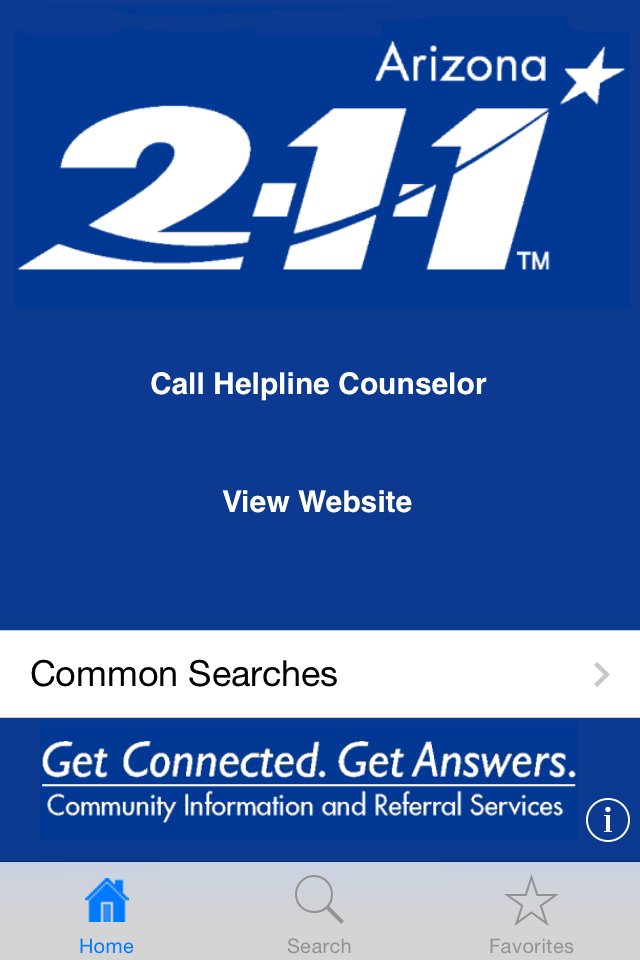 Arizona
2-1-1 TM
Call Helpline Counselor
View Website
Common Searches
Get Connected. Get Answers.
Community Information and Referral Services
i
Home Search Favorites